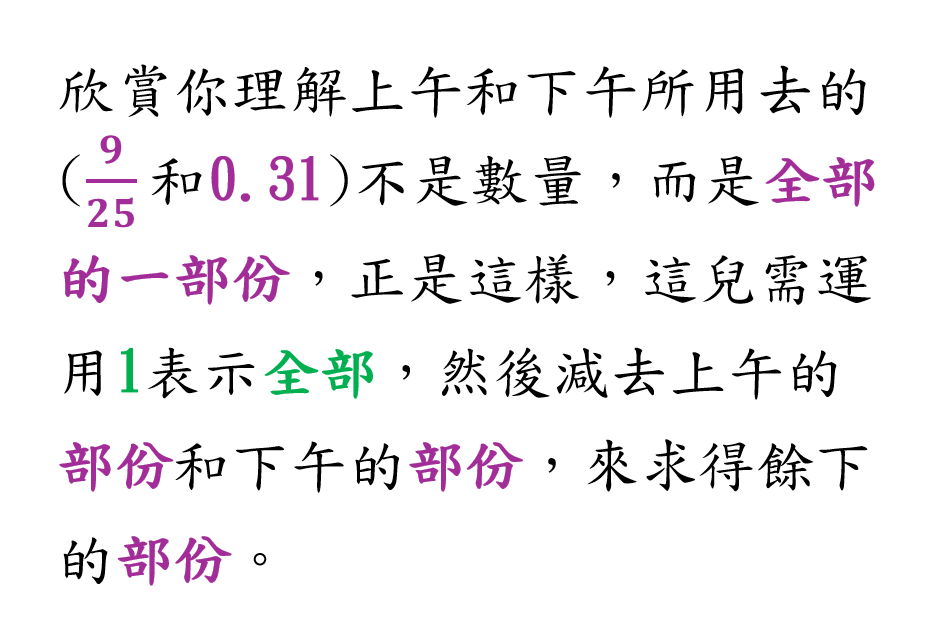 欣賞你理解上午和下午所用去的
(9/25 和0.31)不是數量，而是全部
的一部份，正是這樣，這兒需運
用1表示全部，然後減去上午的
部份和下午的部份，來求得餘下
的部份。